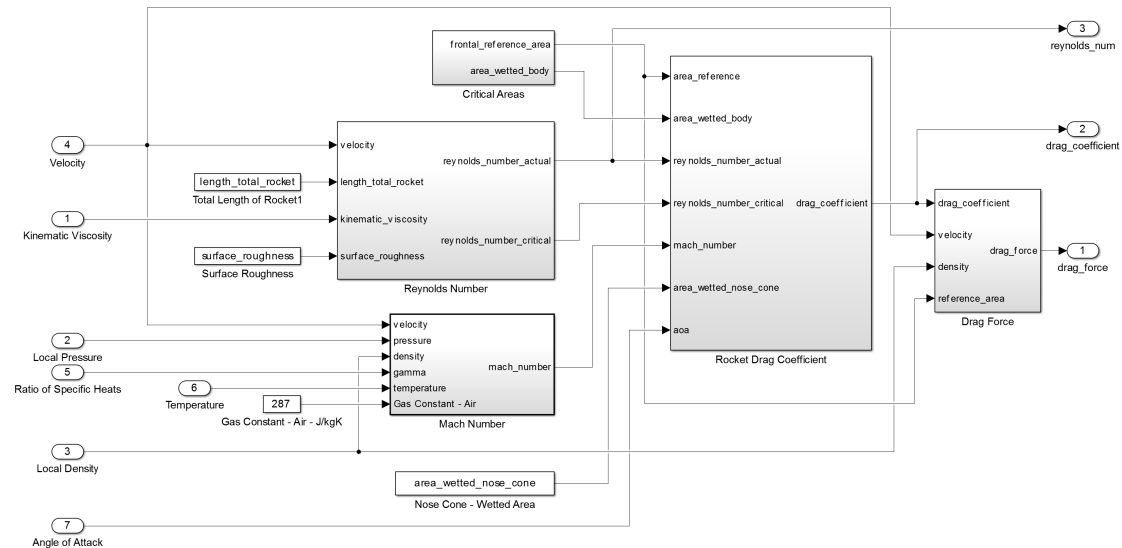 3
reynolds_num
frontal_reference_area
area_wetted_body
Critical Areas
area_reference
area_wetted_body
reynolds_number_actual
reynolds_number_critical
mach_number
area_wetted_nose_cone
aoa
drag_coefficient
Rocket Drag Coefficient
2
drag_coefficient
4
Velocity
velocity
length_total_rocket
kinematic_viscosity
surface_roughness
reynolds_number_actual
reynolds_number_critical
Reynolds Number
length_total_rocket
Total Length of Rocket1
1
Kinematic Viscosity
surface_roughness
Surface Roughness
drag_coefficient
velocity
density
reference_area
drag_force
Drag Force
1
drag_force
velocity
pressure
density
gamma
temperature
Gas Constant - Air
mach_number
Mach Number
2
Local Pressure
5
Ratio of Specific Heats
6
Temperature
287
Gas Constant - Air - J/kgK
3
Local Density
area_wetted_nose_cone
Nose Cone - Wetted Area
7
Angle of Attack